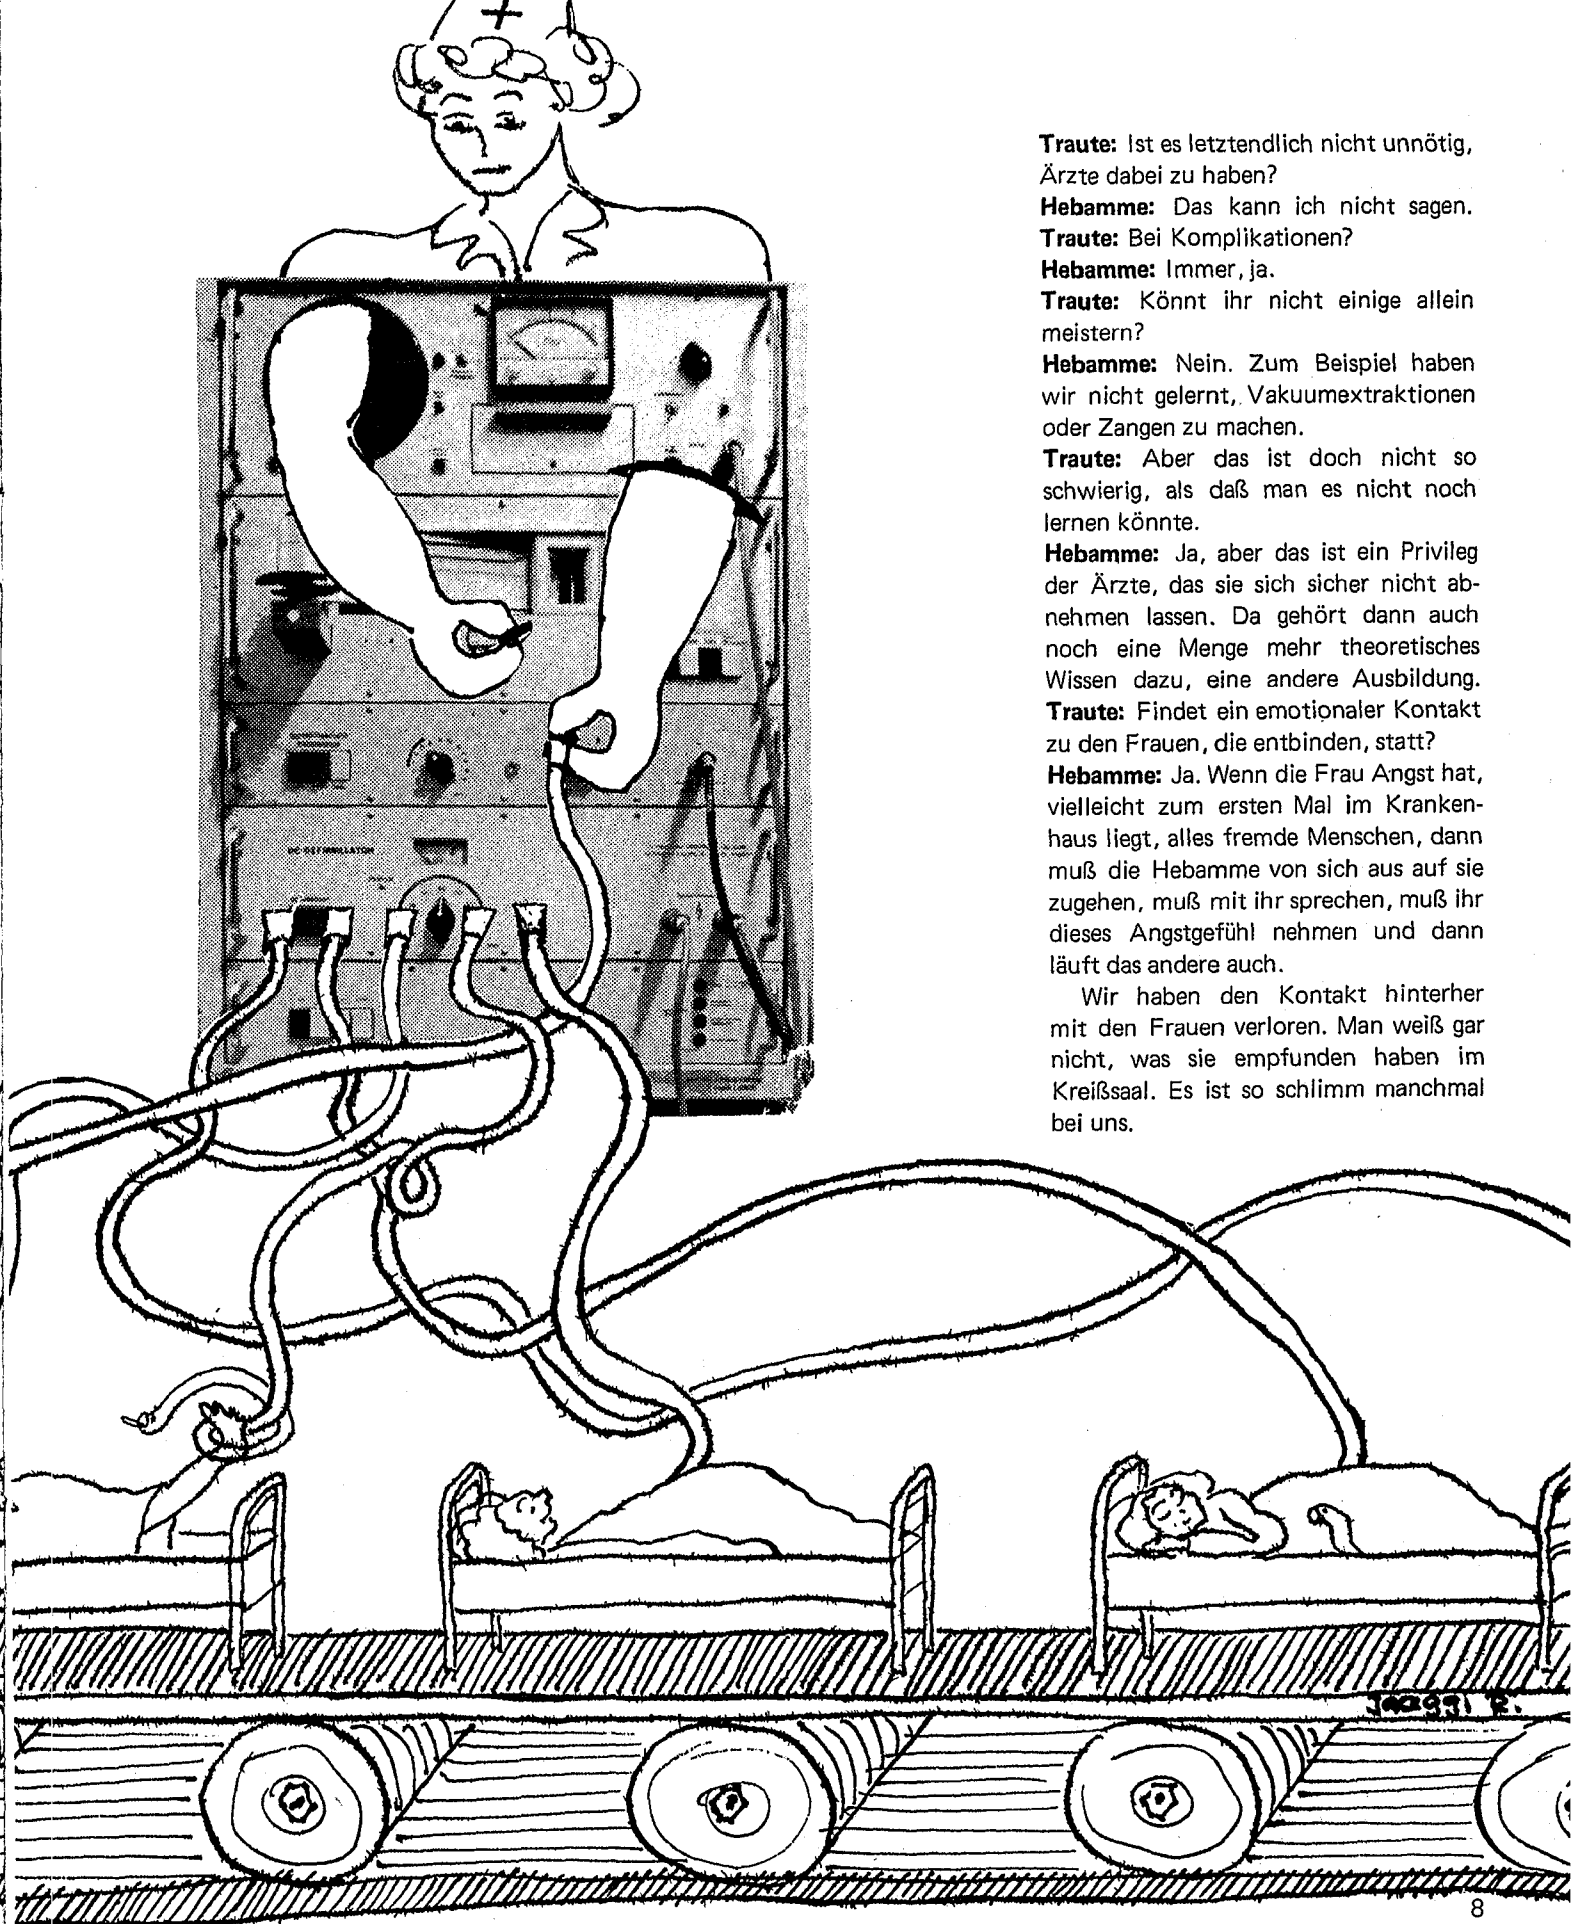 Traute: Ist es letztendlich nicht unnötig,
Ärzte dabei zu haben?
Hebamme: Das kann ich nicht sagen.
Traute: Bei Komplikationen?
Hebamme: Immer, ja.
Traute: Könnt ihr nicht einige allein
meistern?
Hebamme: Nein. Zum Beispiel haben
wir nicht gelernt, Vakuumextraktionen
oder Zangen zu machen.
Traute: Aber das ist doch nicht so
schwierig, als daß man es nicht noch
lernen könnte.
Hebamme: Ja, aber das ist ein Privileg
der Ärzte, das sie sich sicher nicht ab-
nehmen lassen. Da gehört dann auch
noch eine Menge mehr theoretisches
Wissen dazu, eine andere Ausbildung.
Traute: Findet ein emotionaler Kontakt
zu den Frauen, die entbinden, statt?
Hebamme: Ja. Wenn die Frau Angst hat,
vielleicht zum ersten Mal im Kranken-
haus liegt, alles fremde Menschen, dann
muß die Hebamme von sich aus auf sie
zugehen, muß mit ihr sprechen, muß ihr
dieses Angstgefühl nehmen und dann
läuft das andere auch.
Wir haben den Kontakt hinterher
mit den Frauen verloren. Man weiß gar
nicht, was sie empfunden haben im
Kreißsaal. Es ist so schlimm manchmal
bei uns.
DC DEFIBRILLATOR
Jaeggi R.
8